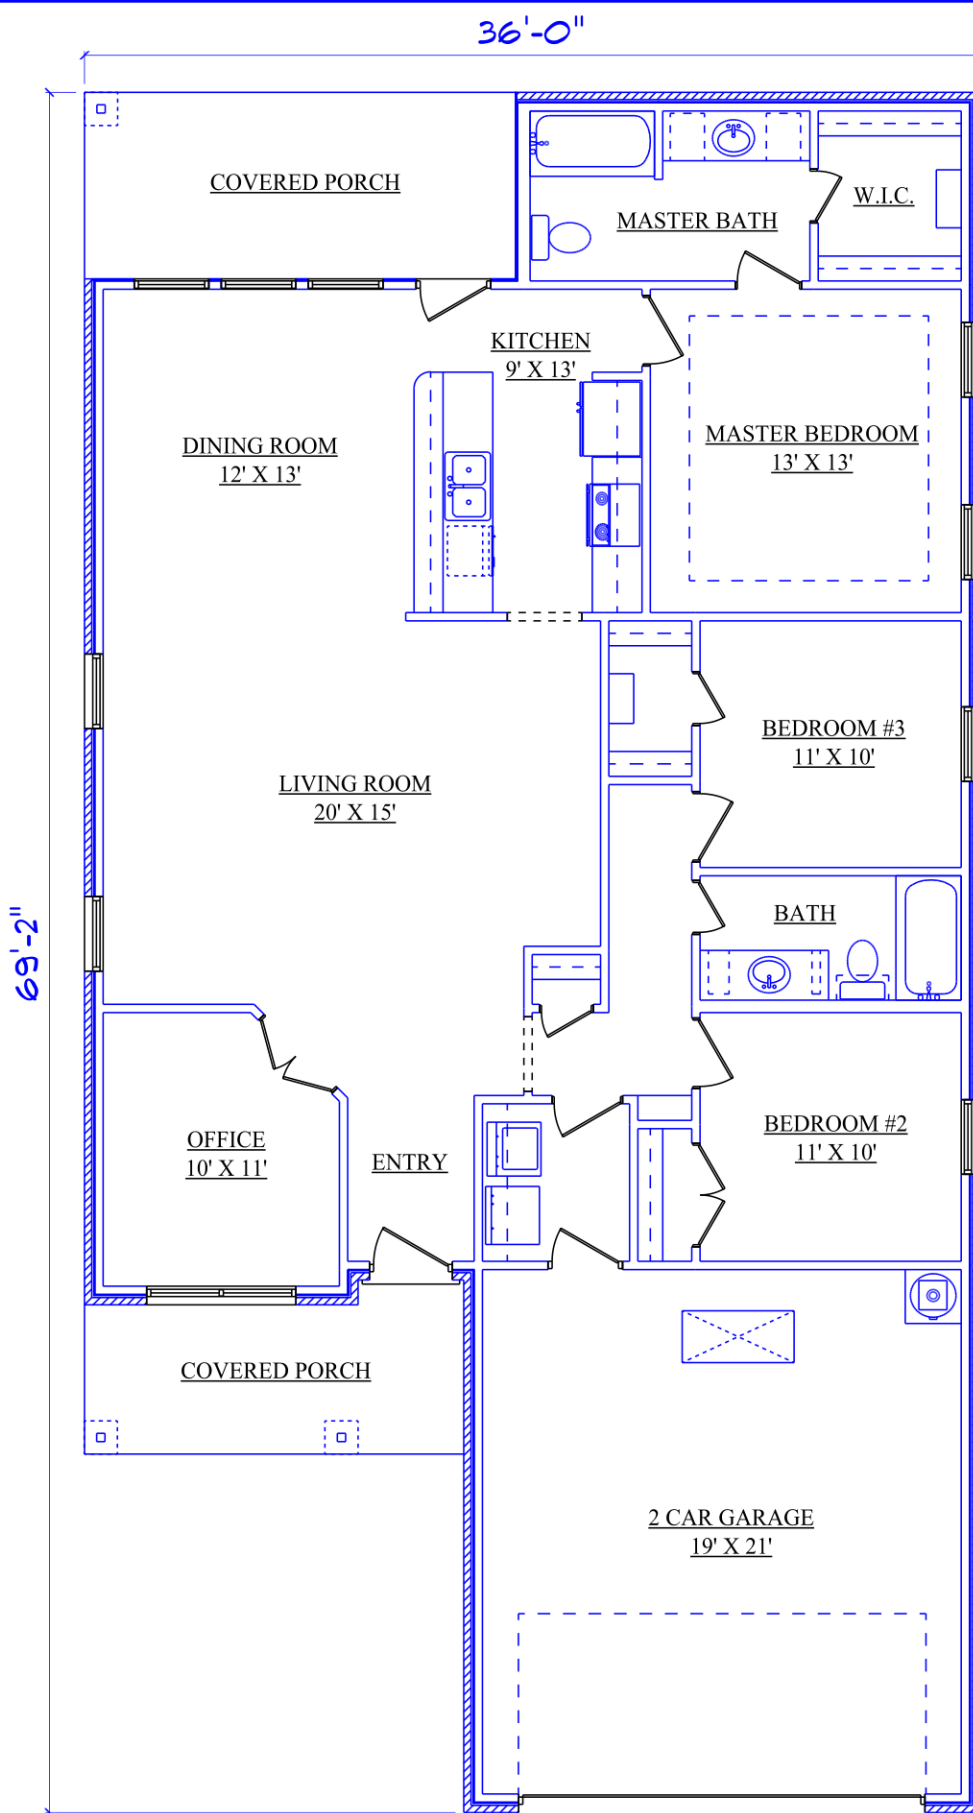 36'-0"
COVERED PORCH
W.I.C.
MASTER BATH
KITCHEN
9' X 13'
DINING ROOM
12' X 13'
MASTER BEDROOM
13' X 13'
BEDROOM #3
11' X 10'
LIVING ROOM
20' X 15'
BATH
69'-2"
OFFICE
10' X 11'
ENTRY
BEDROOM #2
11' X 10'
COVERED PORCH
2 CAR GARAGE
19' X 21'